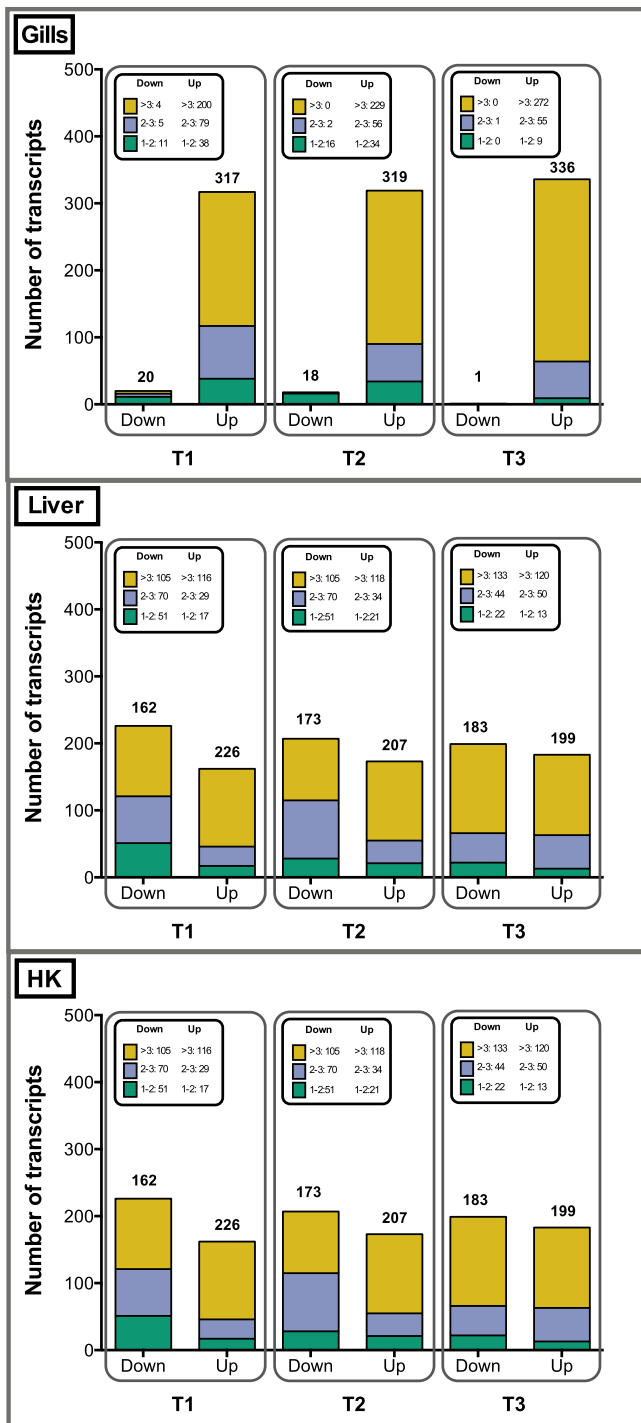 Gills
Number of transcripts
500
400
300
200
100
0
Down Up
>3: 4 >3: 200
2-3: 5 2-3: 79
1-2: 11 1-2: 38
20
317
Down Up
T1
Down Up
>3: 0 >3: 229
2-3: 2 2-3: 56
1-2:16 1-2:34
18
319
Down Up
T2
Down Up
>3: 0 >3: 272
2-3: 1 2-3: 55
1-2: 0 1-2: 9
1
336
Down Up
T3
Liver
Number of transcripts
500
400
300
200
100
0
Down Up
>3: 105 >3: 116
2-3: 70 2-3: 29
1-2: 51 1-2: 17
162
226
Down Up
T1
Down Up
>3: 105 >3: 118
2-3: 70 2-3: 34
1-2:51 1-2:21
173
207
Down Up
T2
Down Up
>3: 133 >3: 120
2-3: 44 2-3: 50
1-2: 22 1-2: 13
183
199
Down Up
T3
HK
Number of transcripts
500
400
300
200
100
0
Down Up
>3: 105 >3: 116
2-3: 70 2-3: 29
1-2: 51 1-2: 17
162
226
Down Up
T1
Down Up
>3: 105 >3: 118
2-3: 70 2-3: 34
1-2:51 1-2:21
173
207
Down Up
T2
Down Up
>3: 133 >3: 120
2-3: 44 2-3: 50
1-2: 22 1-2: 13
183
199
Down Up
T3